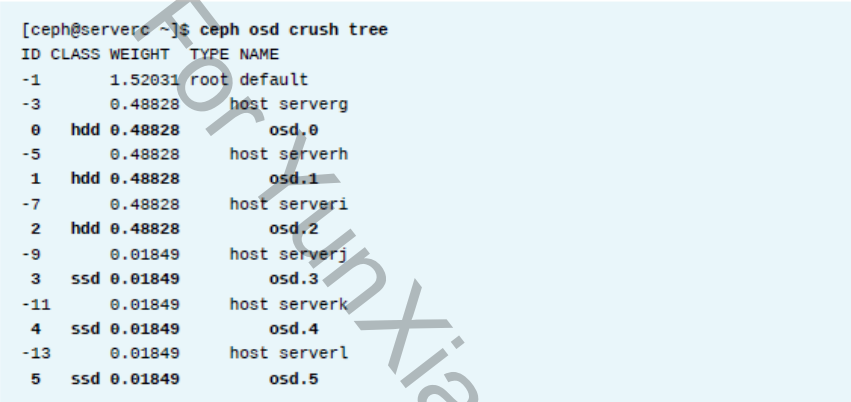 [ceph@serverc ~]$ ceph osd crush tree
ID CLASS WEIGHT  TYPE NAME
-1       1.52031 root default
-3       0.48828     host serverg
 0   hdd 0.48828         osd.0
-5       0.48828     host serverh
 1   hdd 0.48828         osd.1
-7       0.48828     host serveri
 2   hdd 0.48828         osd.2
-9       0.01849     host serverj
 3   ssd 0.01849         osd.3
-11      0.01849     host serverk
 4   ssd 0.01849         osd.4
-13      0.01849     host serverl
 5   ssd 0.01849         osd.5
For YunXia